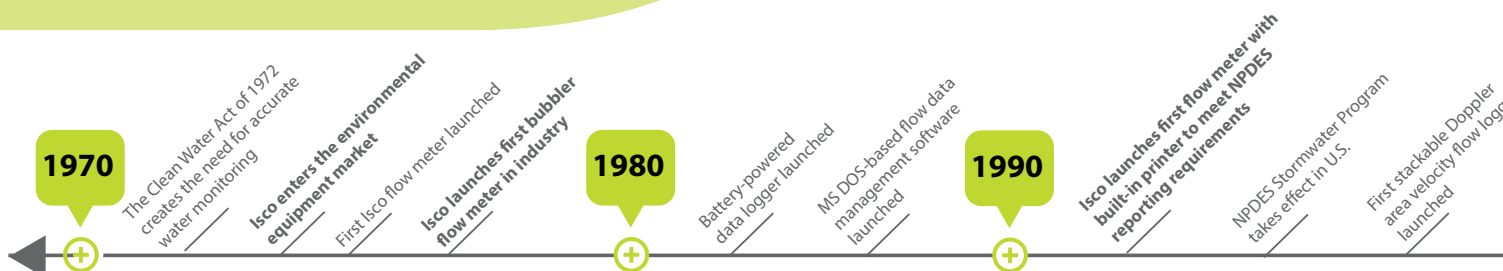 1970
The Clean Water Act of 1972
creates the need for accurate
water monitoring
Isco enters the environmental
equipment market
First Isco flow meter launched
Isco launches first bubbler
flow meter in industry
1980
Battery-powered
data logger launched
MS DOS-based flow data
management software
launched
1990
Isco launches first flow meter with
built-in printer to meet NPDES
reporting requirements
NPDES Stormwater Program
takes effect in U.S.
First stackable Doppler
area velocity flow
launched